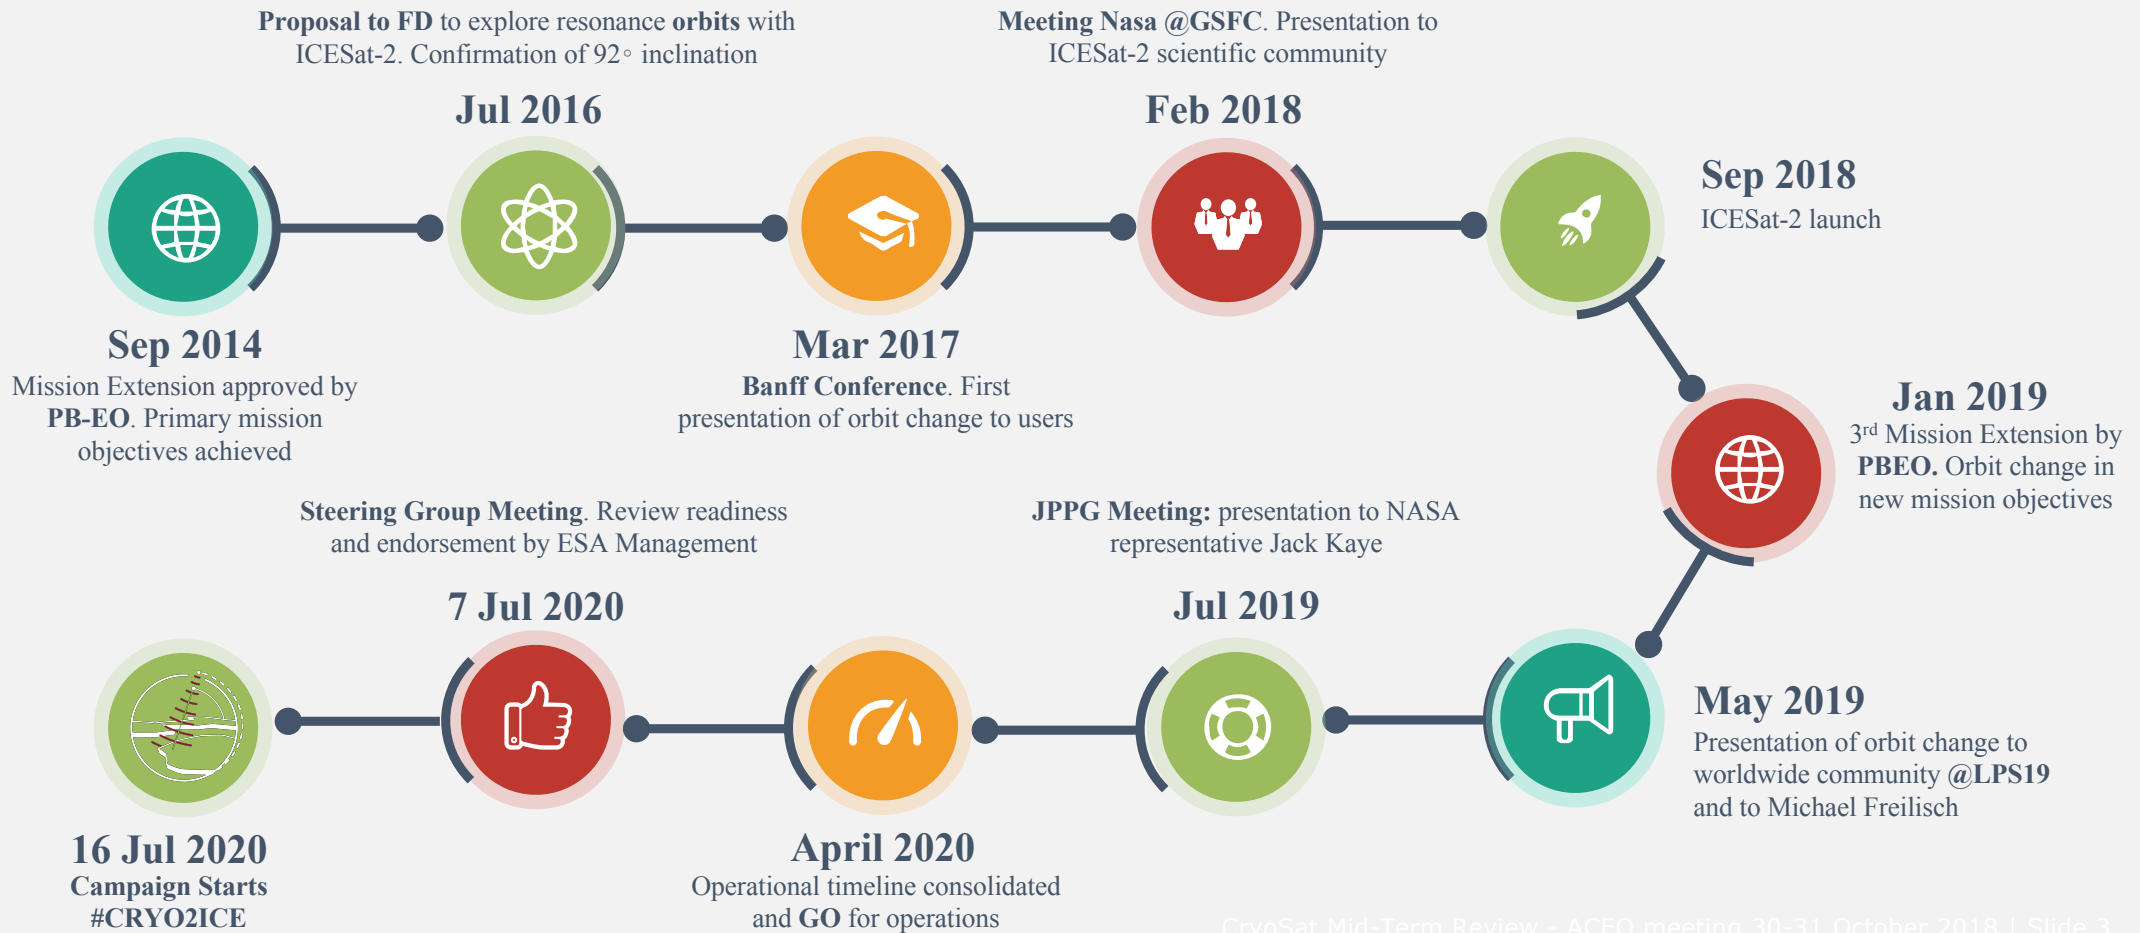 Proposal to FD to explore resonance orbits with
ICESat-2. Confirmation of 92◦ inclination
Jul 2016
Meeting Nasa @GSFC. Presentation to
ICESat-2 scientific community
Feb 2018
Sep 2018
ICESat-2 launch
Sep 2014
Mission Extension approved by
PB-EO. Primary mission
objectives achieved
Mar 2017
Banff Conference. First
presentation of orbit change to users
Jan 2019
3rd Mission Extension by
PBEO. Orbit change in
new mission objectives
Steering Group Meeting. Review readiness
and endorsement by ESA Management
7 Jul 2020
JPPG Meeting: presentation to NASA
representative Jack Kaye
Jul 2019
May 2019
Presentation of orbit change to
worldwide community @LPS19
and to Michael Freilisch
16 Jul 2020
Campaign Starts
#CRYO2ICE
April 2020
Operational timeline consolidated
and GO for operations
CryoSat Mid-Term Review - ACEO meeting 30-31 October 2018 | Slide 3